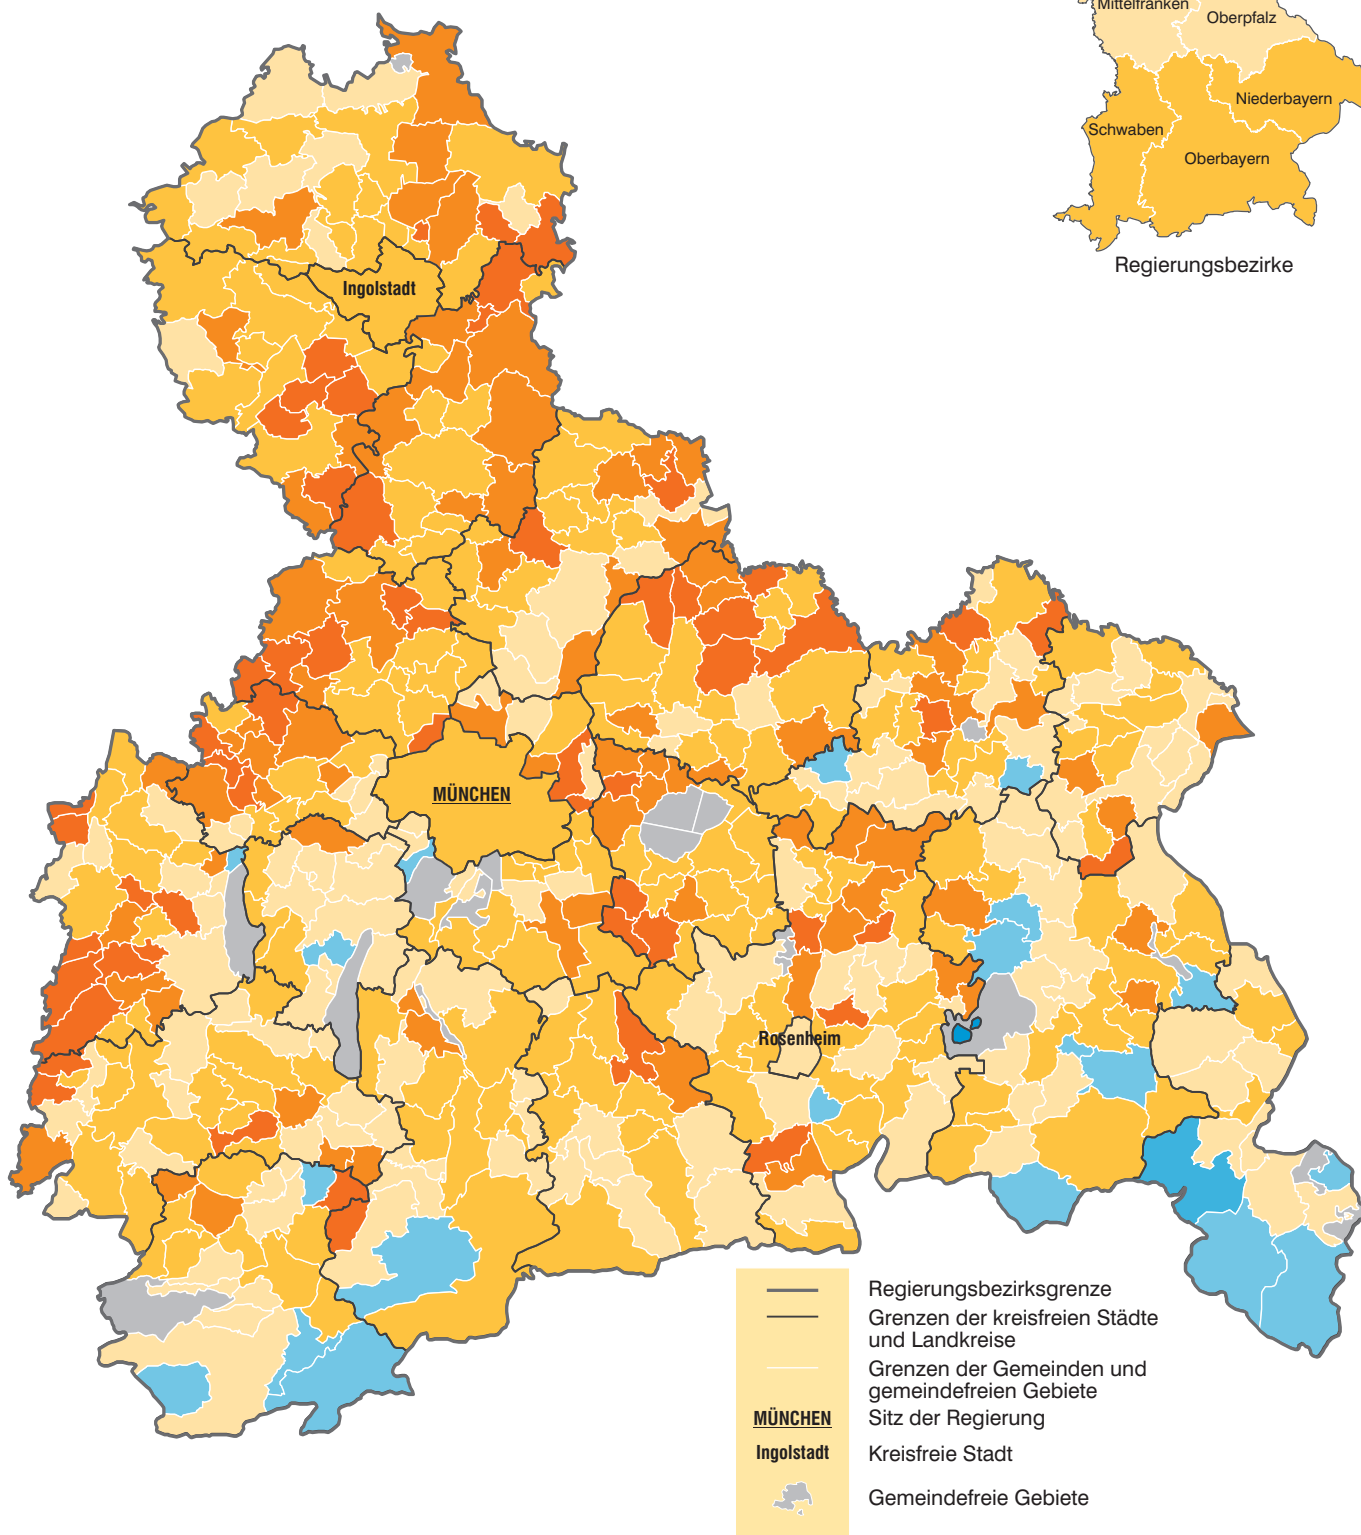 Mittelfranken
Oberpfalz
Niederbayern
Schwaben
Oberbayern
Regierungsbezirke
Ingolstadt
MÜNCHEN
Rosenheim
Regierungsbezirksgrenze
Grenzen der kreisfreien Städte
und Landkreise
Grenzen der Gemeinden und
gemeindefreien Gebiete
MÜNCHEN Sitz der Regierung
Ingolstadt Kreisfreie Stadt
Gemeindefreie Gebiete